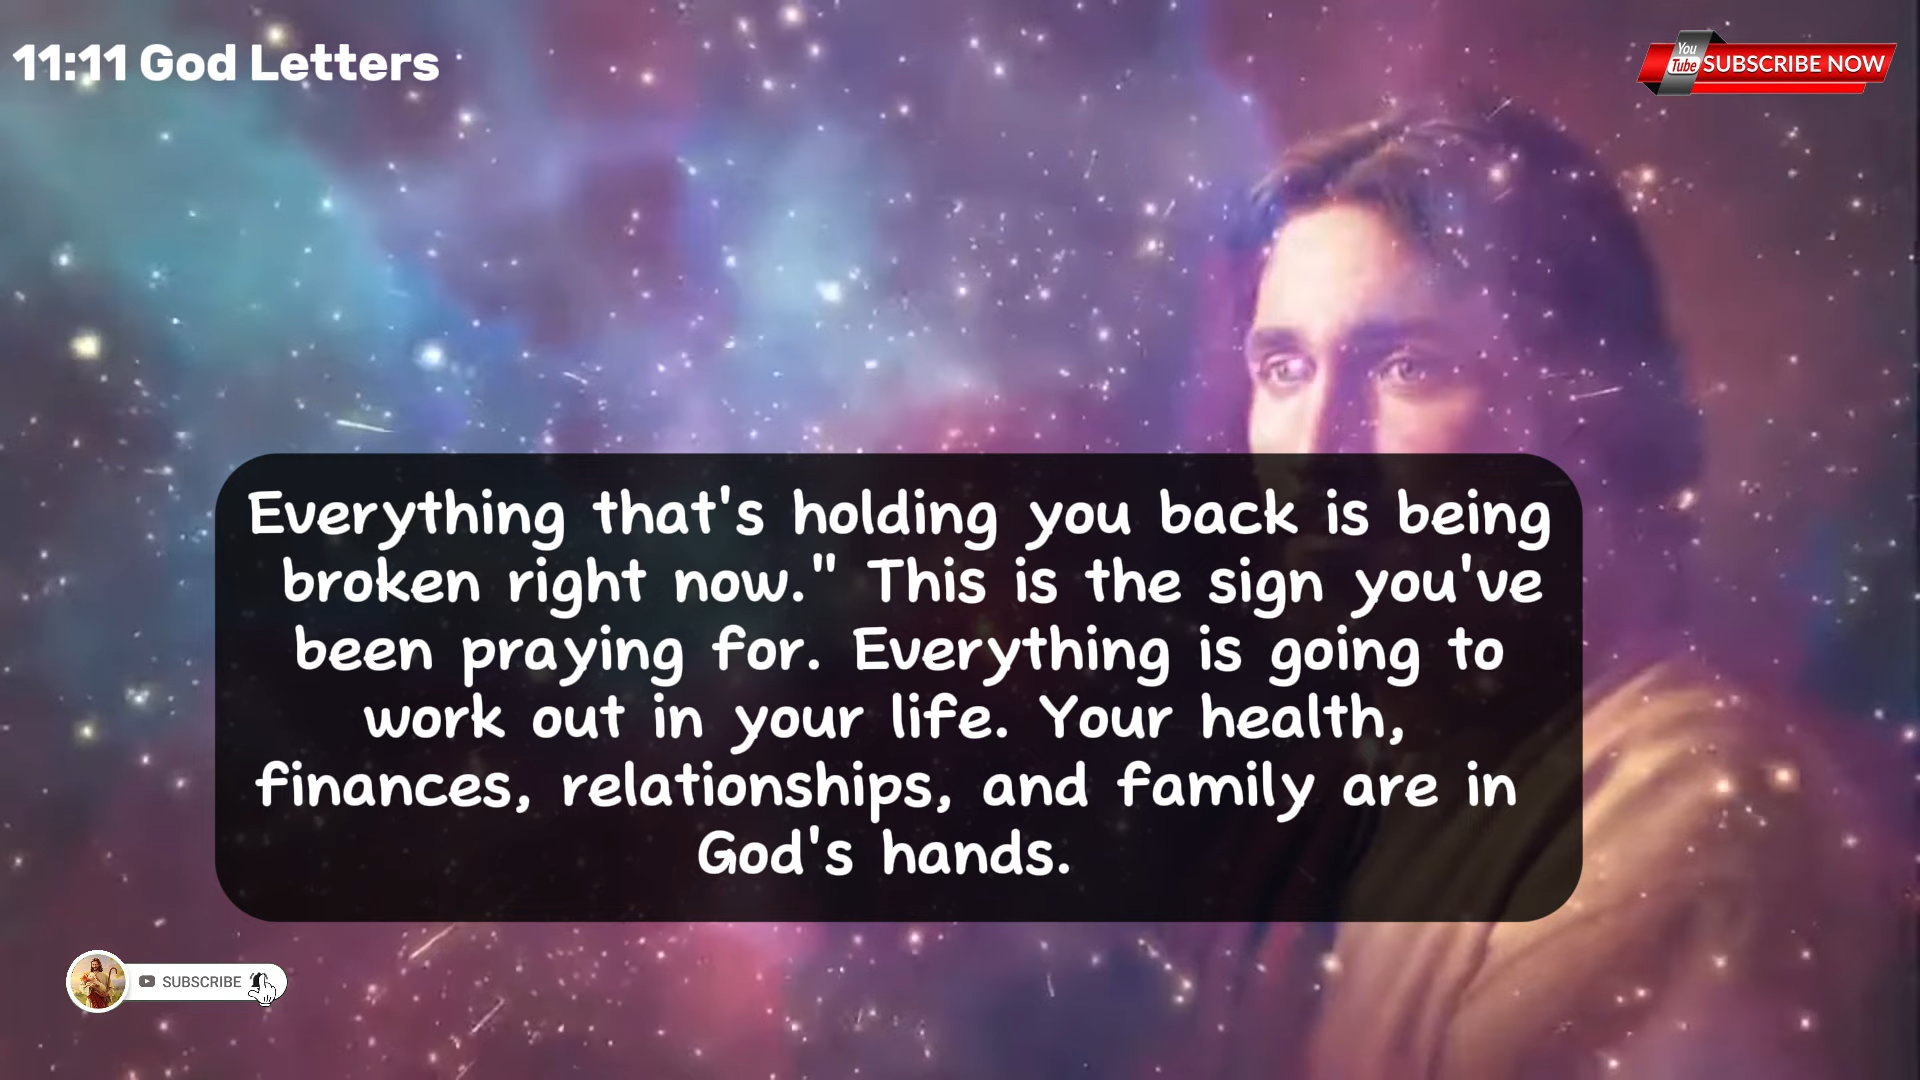 11:11 God Letters
You
Tube
SUBSCRIBE NOW
Everything that's holding you back is being
broken right now." This is the sign you've
been praying for. Everything is going to
work out in your life. Your health,
finances, relationships, and family are in
God's hands.
SUBSCRIBE